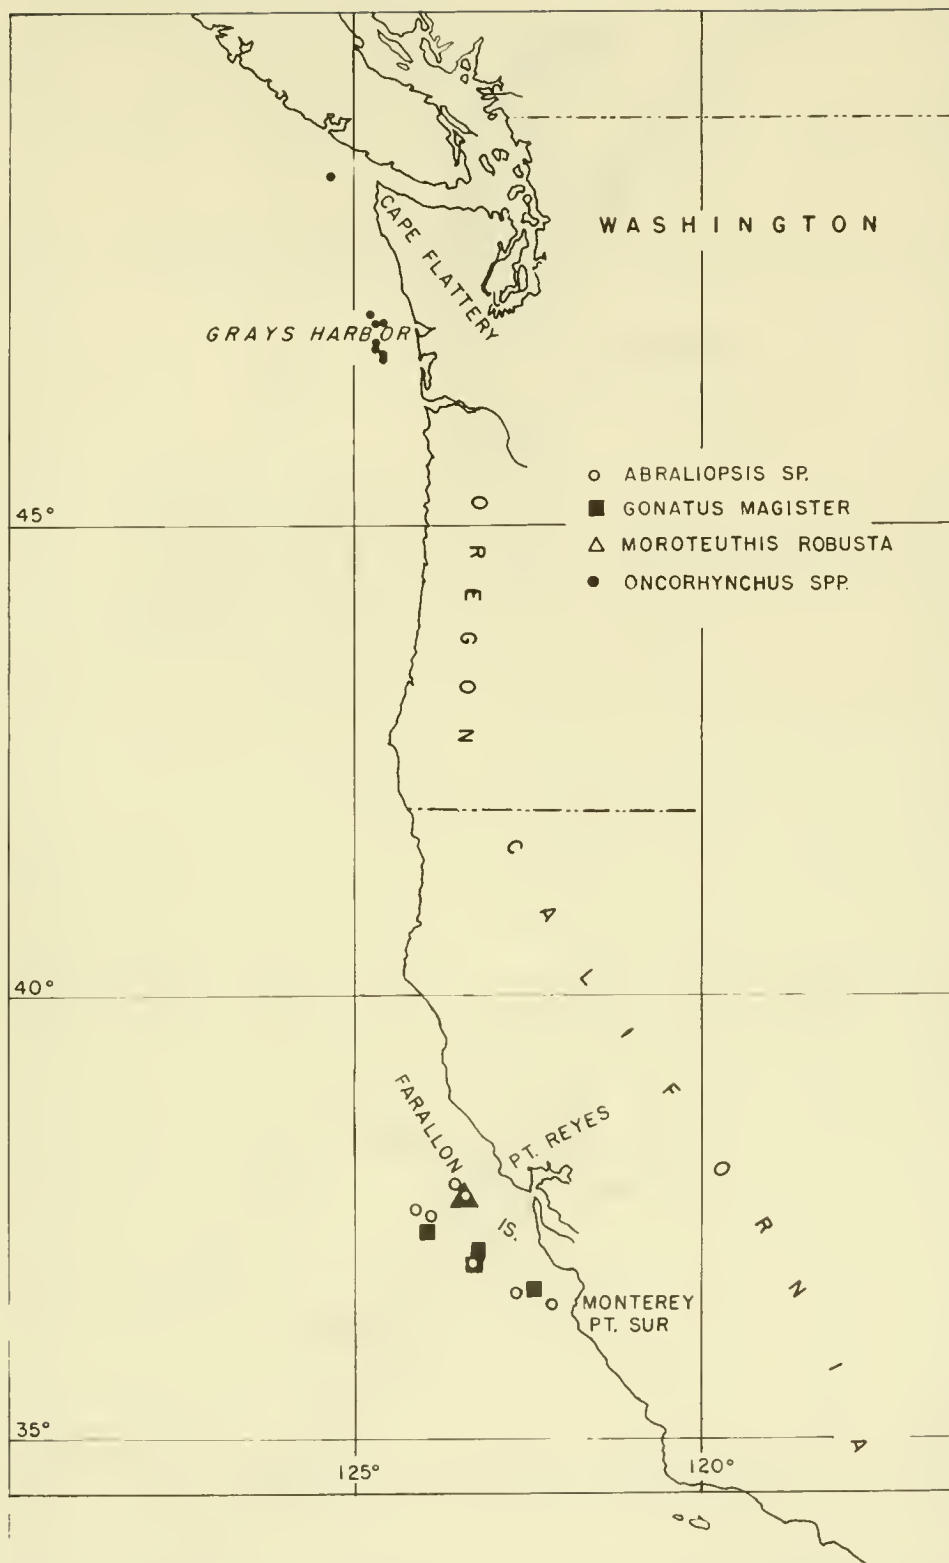 WASHINGTON
CAPE FLATTERY
GRAYS HARBOR
○ ABRALIOPSIS SP.
■ GONATUS MAGISTER
△ MOROTEUTHIS ROBUSTA
● ONCORHYNCHUS SPP.
45°
OREGON
CALIFORNIA
40°
FARALLON IS.
PT. REYES
MONTEREY
PT. SUR
35°
125°
120°